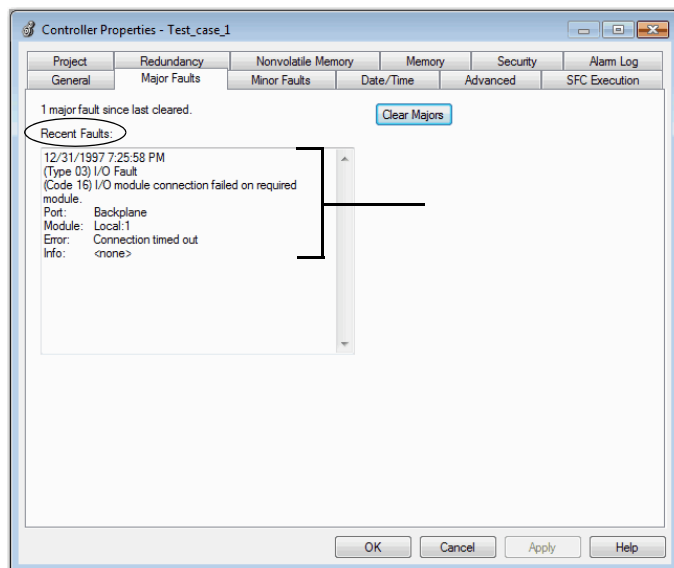 Controller Properties - Test_case_1
Project Redundancy Nonvolatile Memory Memory Security Alarm Log
General Major Faults Minor Faults Date/Time Advanced SFC Execution
1 major fault since last cleared.
Clear Majors
Recent Faults:
12/31/1997 7:25:58 PM
(Type 03) I/O Fault
(Code 16) I/O module connection failed on required
module.
Port: Backplane
Module: Local:1
Error: Connection timed out
Info: <none>
OK Cancel Apply Help